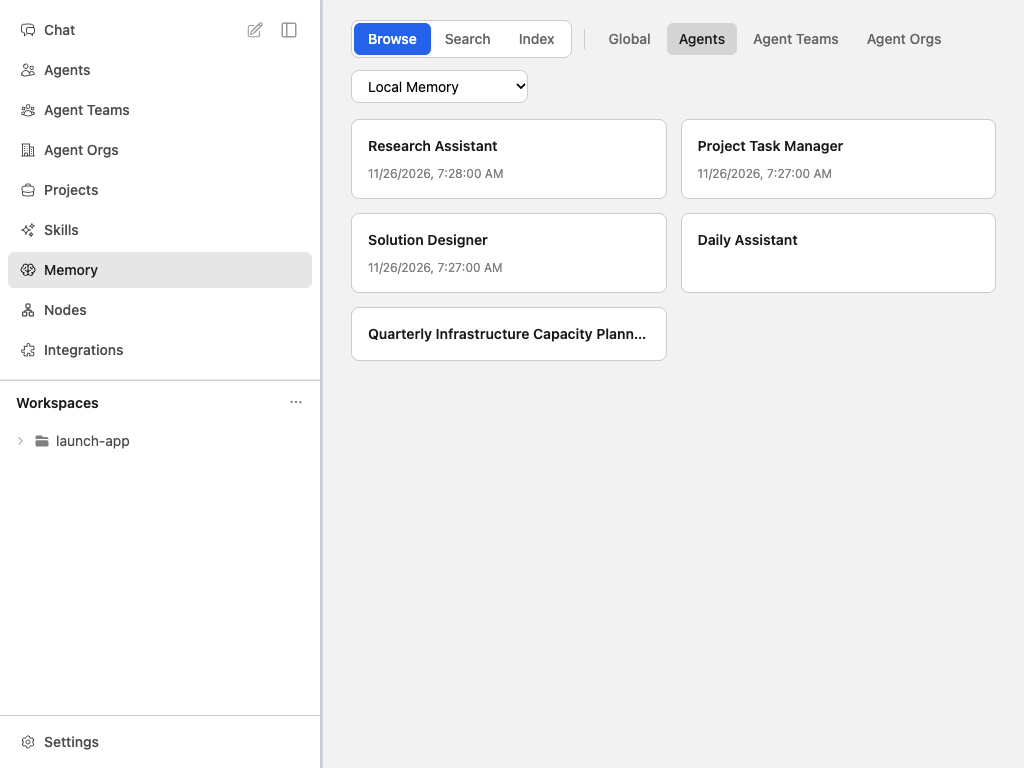 Chat
Agents
Agent Teams
Agent Orgs
Projects
Skills
Memory
Nodes
Integrations
Workspaces
launch-app
Settings
Browse Search Index Global Agents Agent Teams Agent Orgs
Local Memory
Research Assistant
11/26/2026, 7:28:00 AM
Project Task Manager
11/26/2026, 7:27:00 AM
Solution Designer
11/26/2026, 7:27:00 AM
Daily Assistant
Quarterly Infrastructure Capacity Plann...